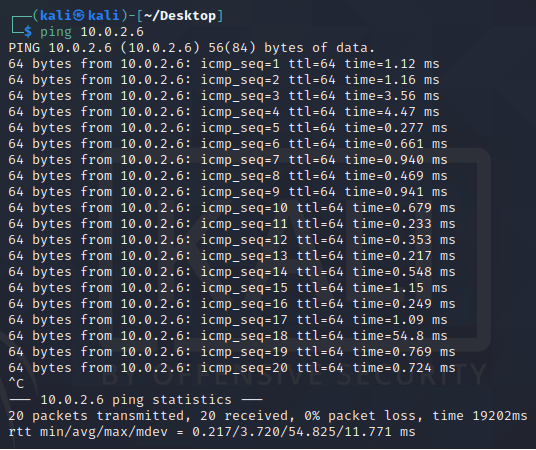 ┌──(kali㉿kali)-[~/Desktop]
└─$ ping 10.0.2.6
PING 10.0.2.6 (10.0.2.6) 56(84) bytes of data.
64 bytes from 10.0.2.6: icmp_seq=1 ttl=64 time=1.12 ms
64 bytes from 10.0.2.6: icmp_seq=2 ttl=64 time=1.16 ms
64 bytes from 10.0.2.6: icmp_seq=3 ttl=64 time=3.56 ms
64 bytes from 10.0.2.6: icmp_seq=4 ttl=64 time=4.47 ms
64 bytes from 10.0.2.6: icmp_seq=5 ttl=64 time=0.277 ms
64 bytes from 10.0.2.6: icmp_seq=6 ttl=64 time=0.661 ms
64 bytes from 10.0.2.6: icmp_seq=7 ttl=64 time=0.940 ms
64 bytes from 10.0.2.6: icmp_seq=8 ttl=64 time=0.469 ms
64 bytes from 10.0.2.6: icmp_seq=9 ttl=64 time=0.941 ms
64 bytes from 10.0.2.6: icmp_seq=10 ttl=64 time=0.679 ms
64 bytes from 10.0.2.6: icmp_seq=11 ttl=64 time=0.233 ms
64 bytes from 10.0.2.6: icmp_seq=12 ttl=64 time=0.353 ms
64 bytes from 10.0.2.6: icmp_seq=13 ttl=64 time=0.217 ms
64 bytes from 10.0.2.6: icmp_seq=14 ttl=64 time=0.548 ms
64 bytes from 10.0.2.6: icmp_seq=15 ttl=64 time=1.15 ms
64 bytes from 10.0.2.6: icmp_seq=16 ttl=64 time=0.249 ms
64 bytes from 10.0.2.6: icmp_seq=17 ttl=64 time=1.09 ms
64 bytes from 10.0.2.6: icmp_seq=18 ttl=64 time=54.8 ms
64 bytes from 10.0.2.6: icmp_seq=19 ttl=64 time=0.769 ms
64 bytes from 10.0.2.6: icmp_seq=20 ttl=64 time=0.724 ms
BY OFFENSIVE SECURITY
^C
--- 10.0.2.6 ping statistics ---
20 packets transmitted, 20 received, 0% packet loss, time 19202ms
rtt min/avg/max/mdev = 0.217/3.720/54.825/11.771 ms